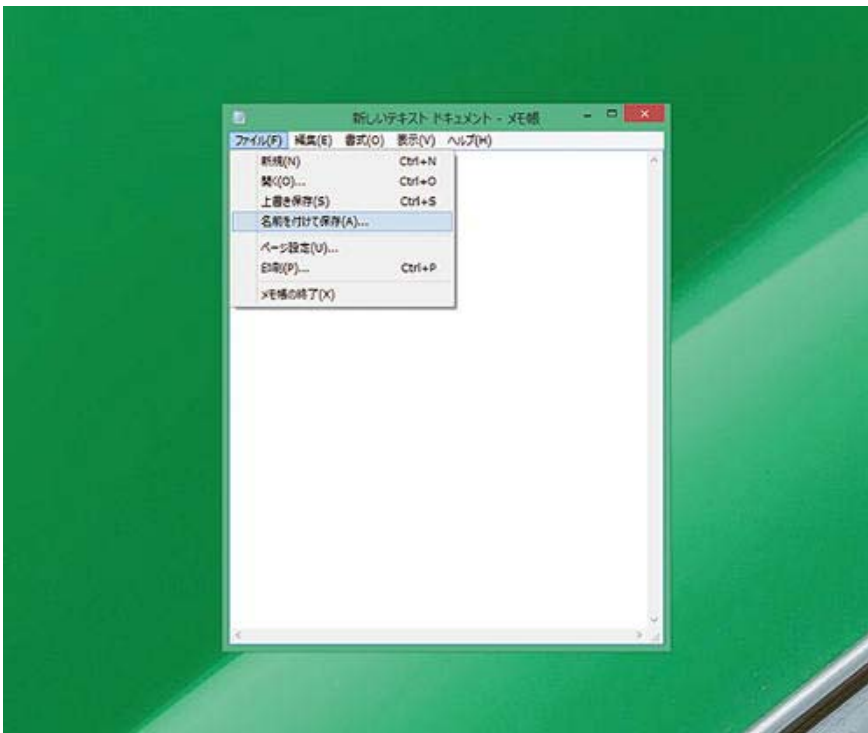 新しいテキスト ドキュメント - メモ帳
ファイル(F) 編集(E) 書式(O) 表示(V) ヘルプ(H)
新規(N) Ctrl+N
開く(O)... Ctrl+O
上書き保存(S) Ctrl+S
名前を付けて保存(A)...
ページ設定(U)...
印刷(P)... Ctrl+P
メモ帳の終了(X)